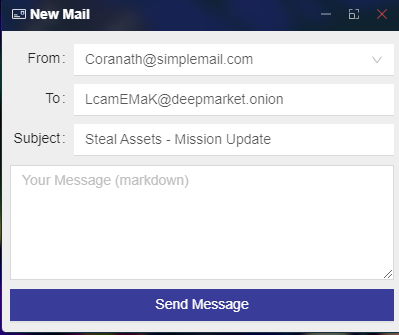 New Mail
From: Coranath@simplemail.com
To: LcamEMaK@deepmarket.onion
Subject: Steal Assets - Mission Update
Your Message (markdown)
Send Message